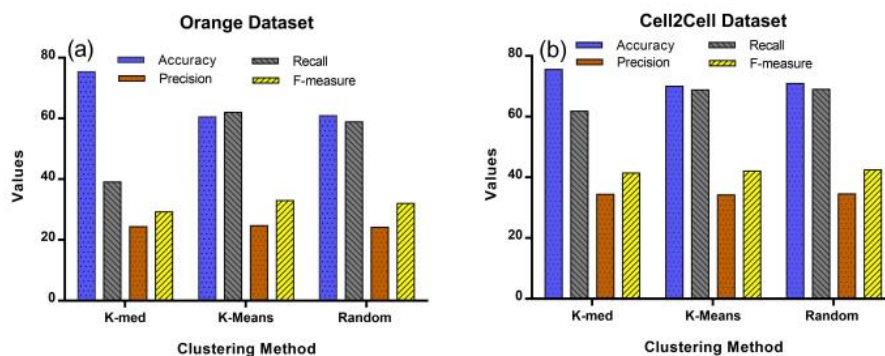 Orange Dataset
(a)
Accuracy
Recall
Precision
F-measure
80
60
40
20
0
Values
K-med
K-Means
Random
Clustering Method
Cell2Cell Dataset
(b)
Accuracy
Recall
Precision
F-measure
80
60
40
20
0
Values
K-med
K-Means
Random
Clustering Method